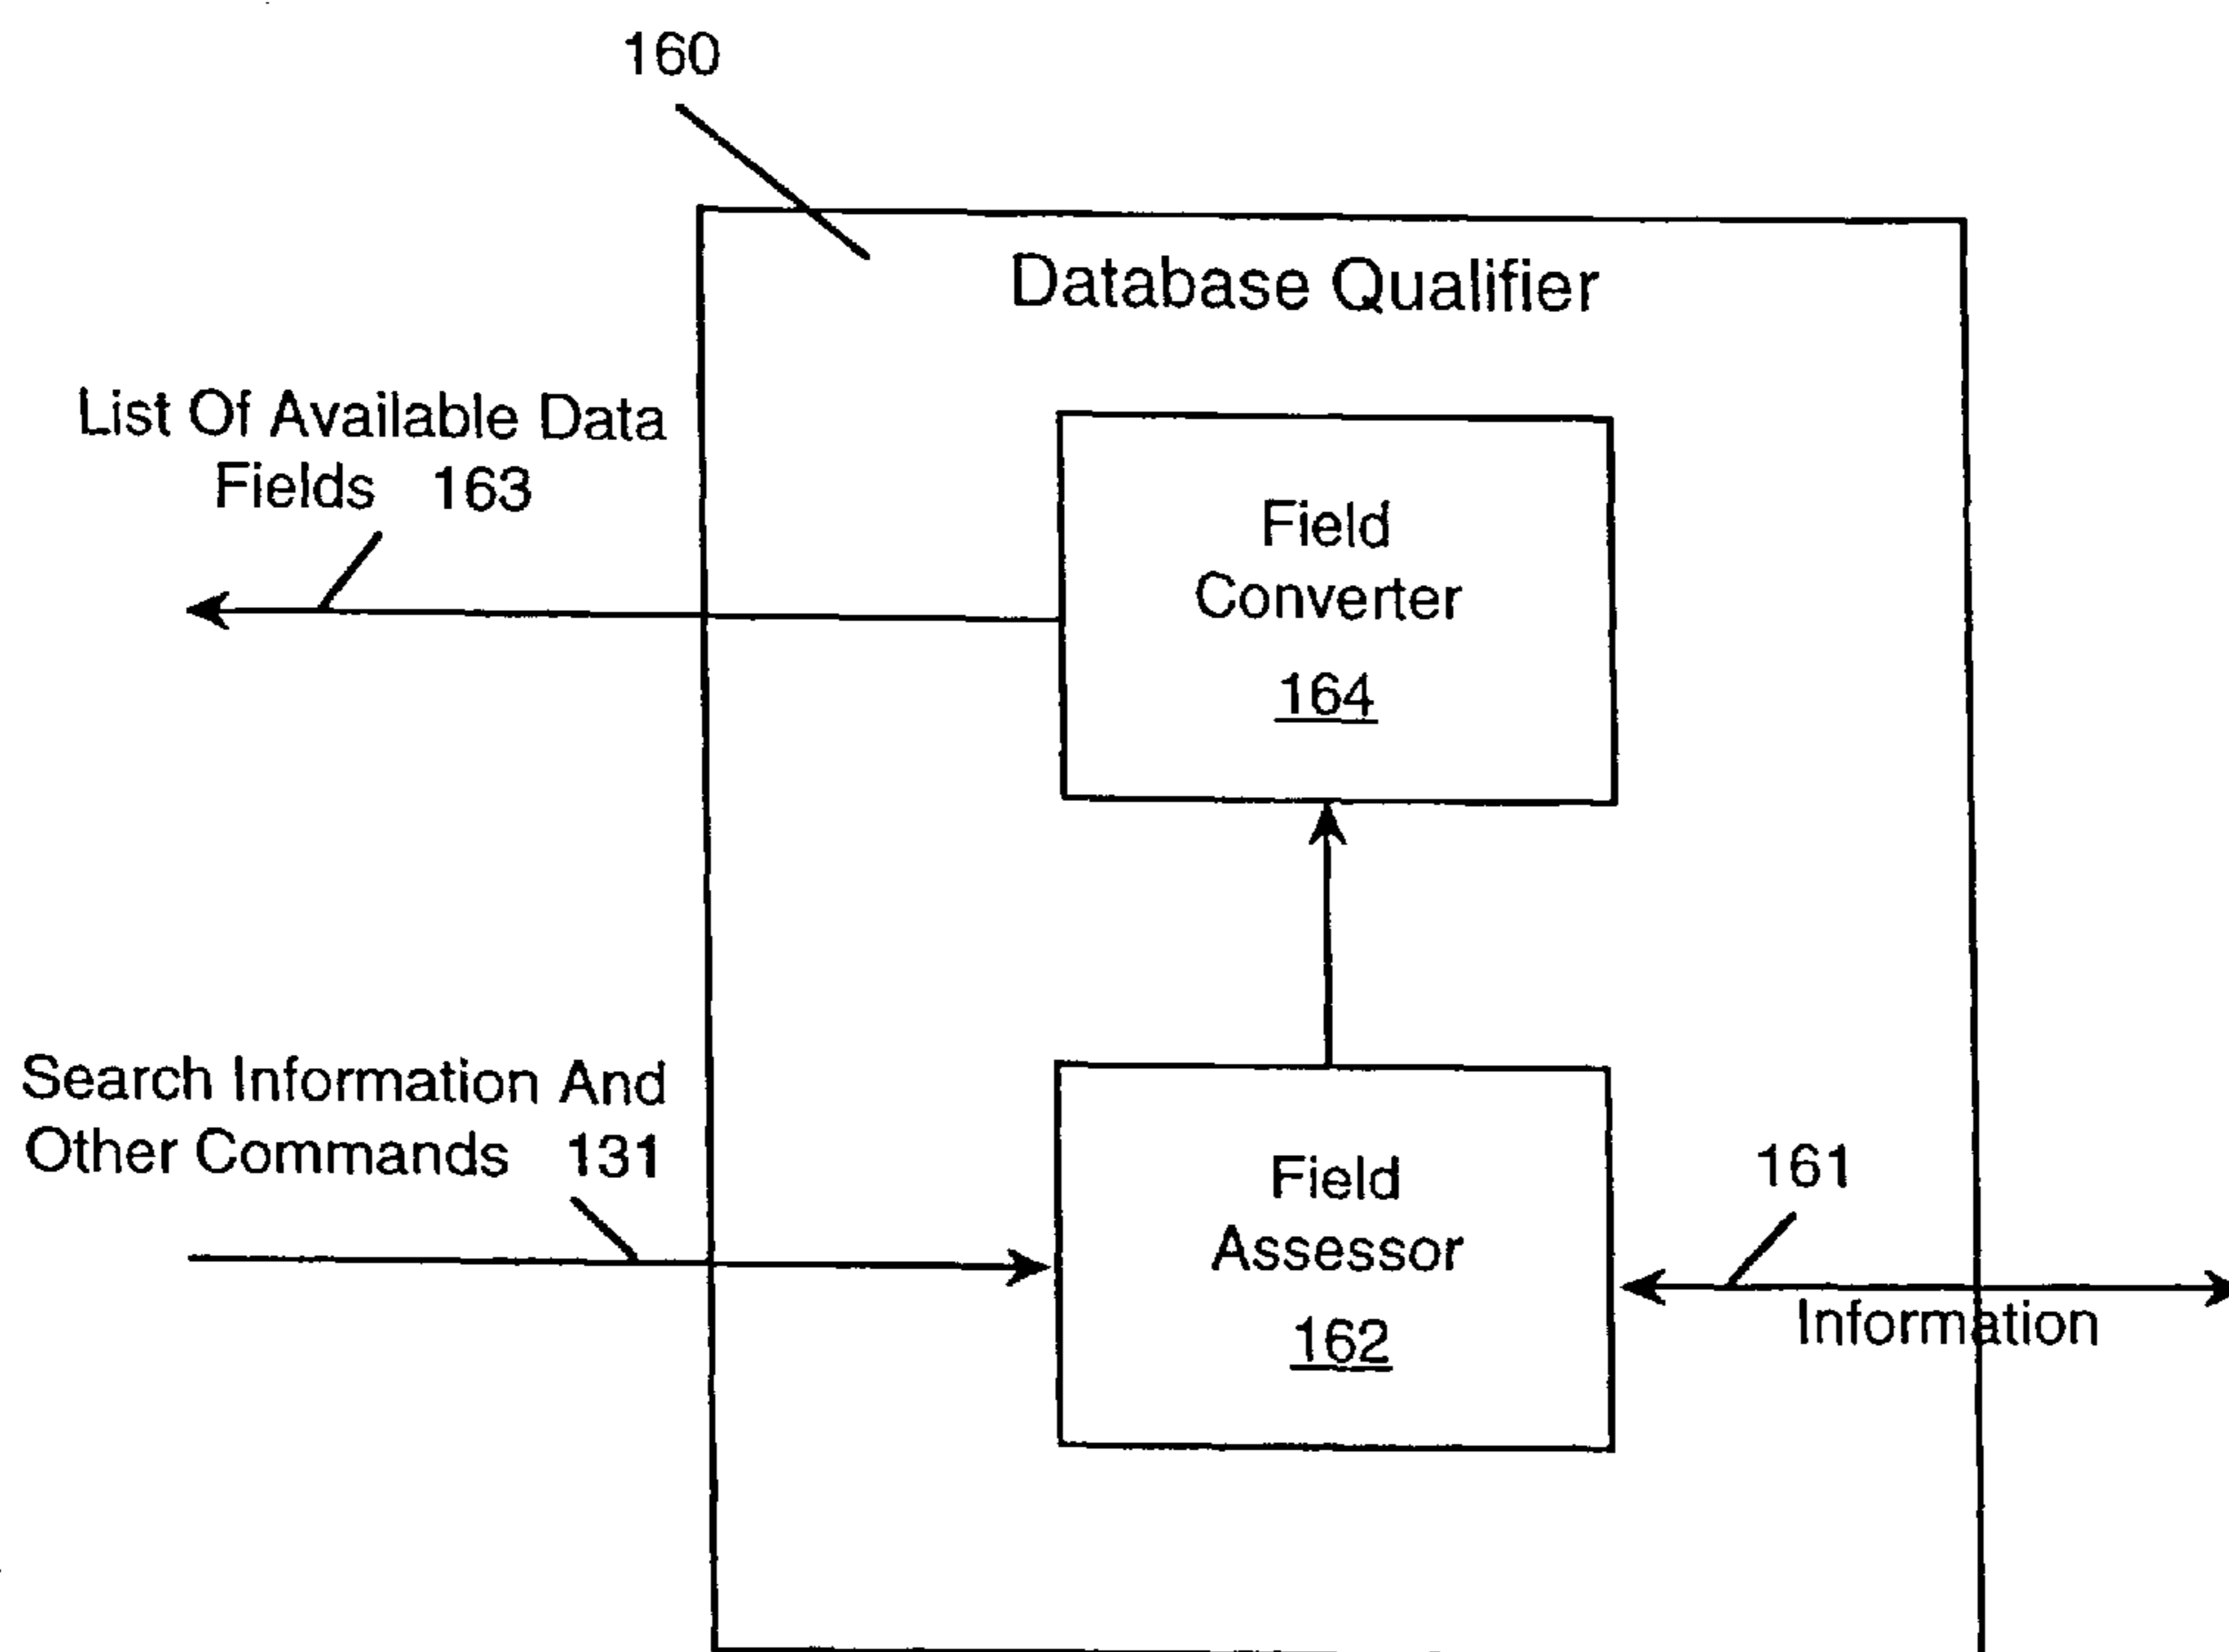 160
Database Qualifier
List Of Available Data
Fields 163
Field
Converter
164
Search Information And
Other Commands 131
Field
Assessor
162
161
Information